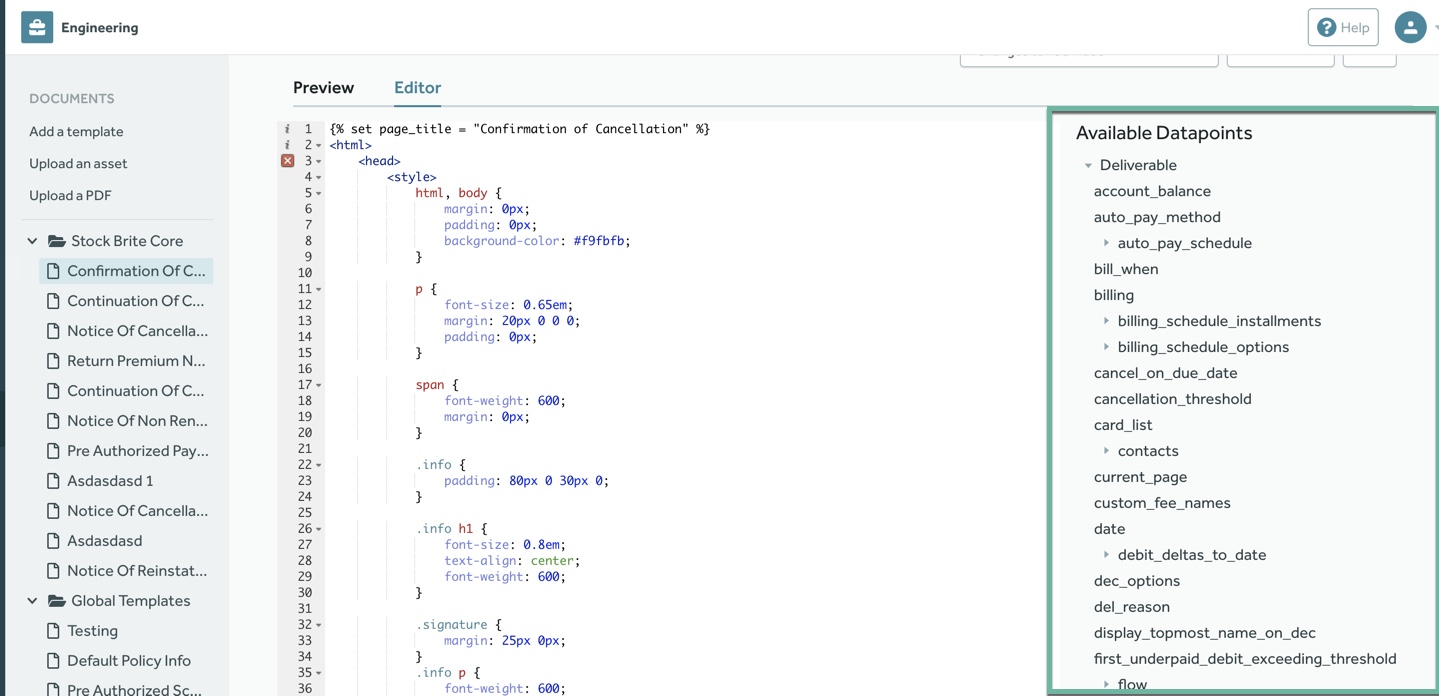 Engineering
Help
DOCUMENTS
Add a template
Upload an asset
Upload a PDF
Stock Brite Core
Confirmation Of C...
Continuation Of C...
Notice Of Cancella...
Return Premium N...
Continuation Of C...
Notice Of Non Ren...
Pre Authorized Pay...
Asdasdasd 1
Notice Of Cancella...
Asdasdasd
Notice Of Reinstat...
Global Templates
Testing
Default Policy Info
Pre Authorized Sc...
Preview
Editor
1 {% set page_title = "Confirmation of Cancellation" %}
2 <html>
3 <head>
4 <style>
5 html, body {
6 margin: 0px;
7 padding: 0px;
8 background-color: #f9fbfb;
9 }
10
11 p {
12 font-size: 0.65em;
13 margin: 20px 0 0 0;
14 padding: 0px;
15 }
16
17 span {
18 font-weight: 600;
19 margin: 0px;
20 }
21
22 .info {
23 padding: 80px 0 30px 0;
24 }
25
26 .info h1 {
27 font-size: 0.8em;
28 text-align: center;
29 font-weight: 600;
30 }
31
32 .signature {
33 margin: 25px 0px;
34 }
35 .info p {
36 font-weight: 600;
Available Datapoints
Deliverable
account_balance
auto_pay_method
auto_pay_schedule
bill_when
billing
billing_schedule_installments
billing_schedule_options
cancel_on_due_date
cancellation_threshold
card_list
contacts
current_page
custom_fee_names
date
debit_deltas_to_date
dec_options
del_reason
display_topmost_name_on_dec
first_underpaid_debit_exceeding_threshold
flow